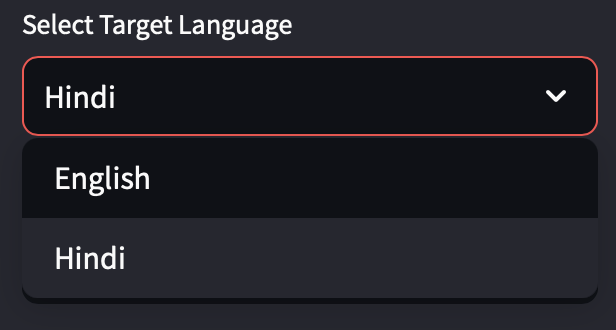 Select Target Language
Hindi
English
Hindi